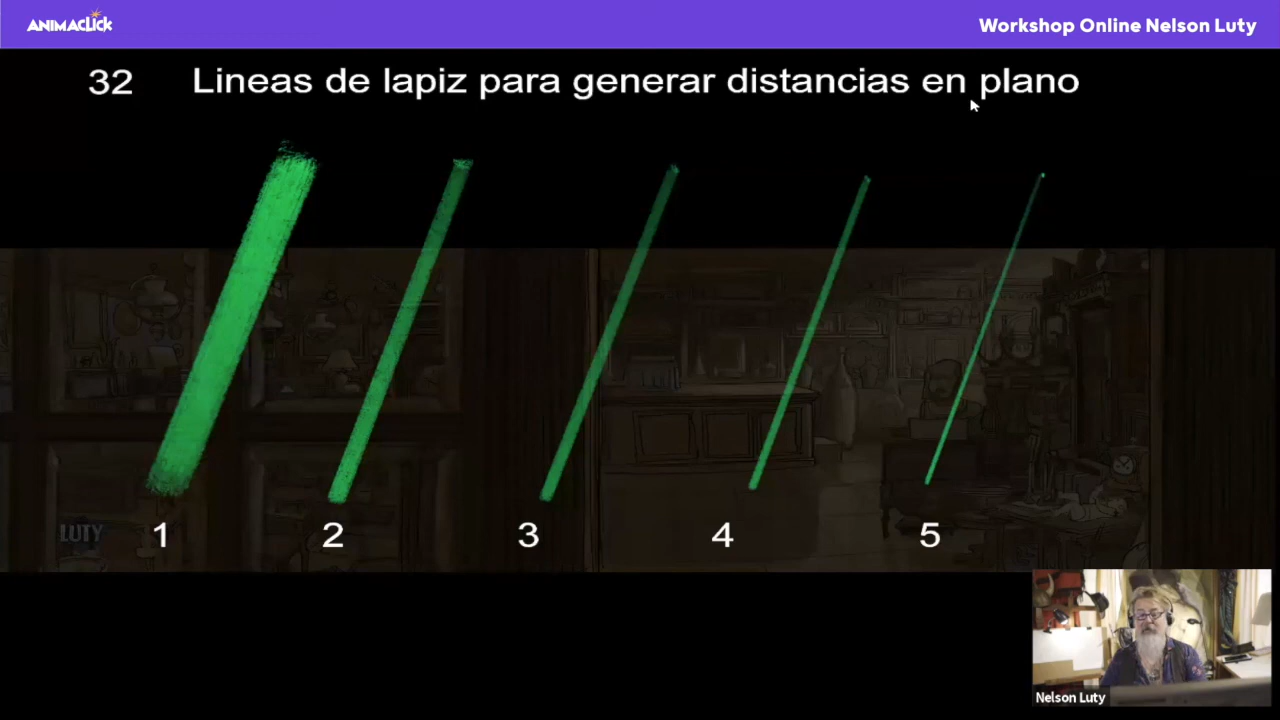 ANIMACLICK
Workshop Online Nelson Luty
32 Lineas de lapiz para generar distancias en plano
LUTY
1 2 3 4 5
Nelson Luty